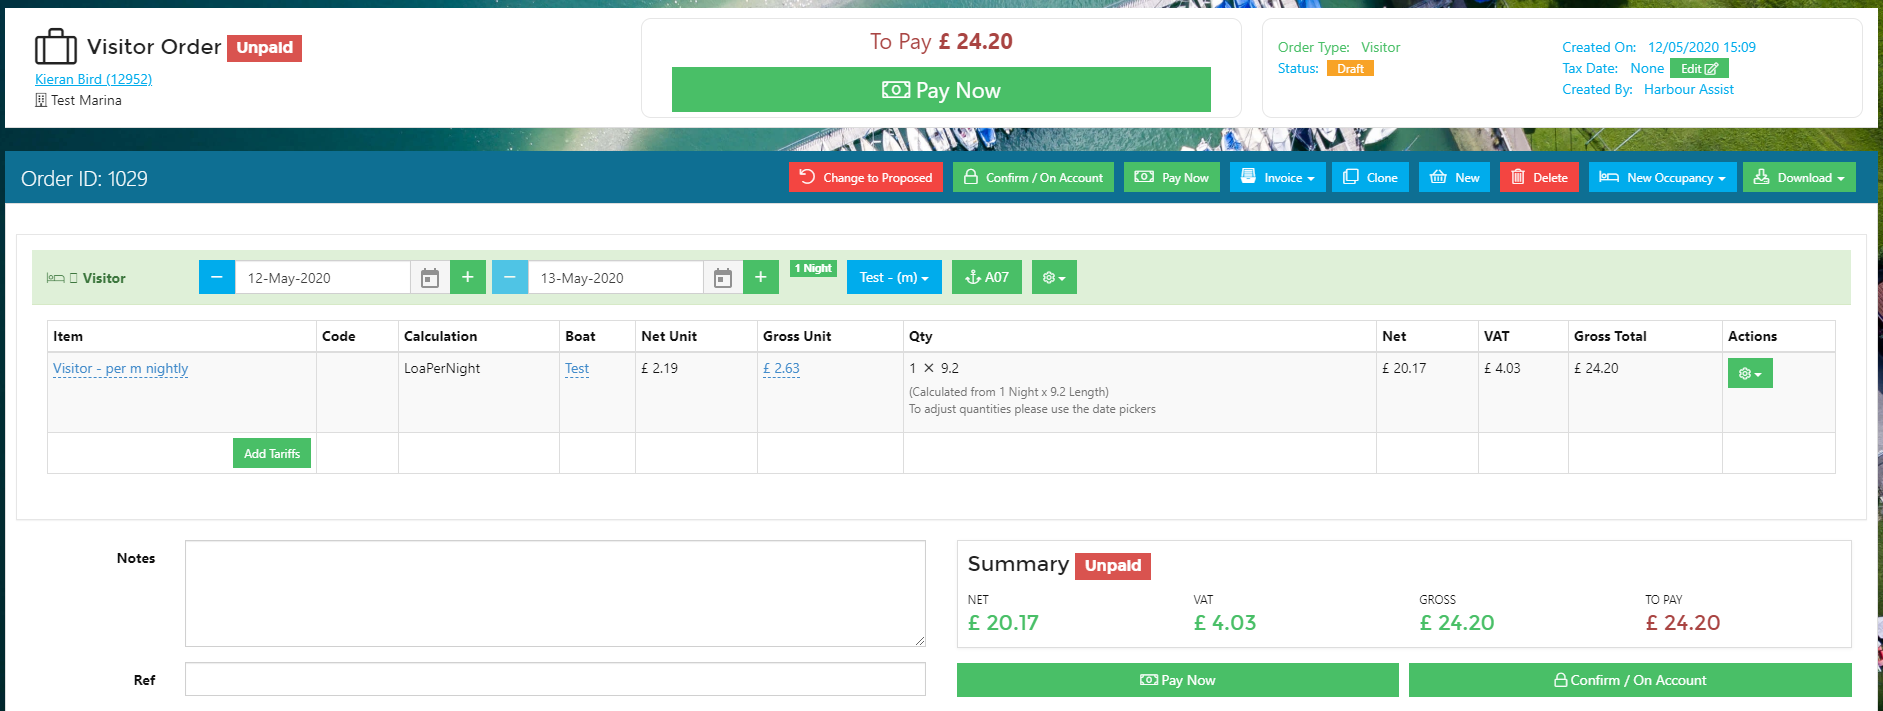 Visitor Order Unpaid
Kieran Bird (12952)
Test Marina
To Pay £ 24.20
Pay Now
Order Type: Visitor
Status: Draft
Created On: 12/05/2020 15:09
Tax Date: None Edit
Created By: Harbour Assist
Order ID: 1029
Change to Proposed Confirm / On Account Pay Now Invoice Clone New Delete New Occupancy Download
Visitor 12-May-2020 13-May-2020 1 Night Test - (m) A07
Item Code Calculation Boat Net Unit Gross Unit Qty Net VAT Gross Total Actions
Visitor - per m nightly LoaPerNight Test £ 2.19 £ 2.63 1 × 9.2 £ 20.17 £ 4.03 £ 24.20
(Calculated from 1 Night x 9.2 Length)
To adjust quantities please use the date pickers
Add Tariffs
Notes
Ref
Summary Unpaid
NET VAT GROSS TO PAY
£ 20.17 £ 4.03 £ 24.20 £ 24.20
Pay Now Confirm / On Account